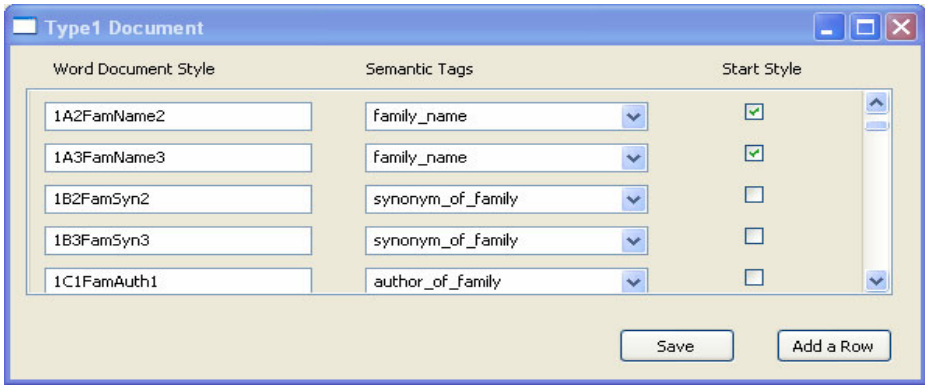 Type1 Document
Word Document Style Semantic Tags Start Style
1A2FamName2 family_name
1A3FamName3 family_name
1B2FamSyn2 synonym_of_family
1B3FamSyn3 synonym_of_family
1C1FamAuth1 author_of_family
Save Add a Row